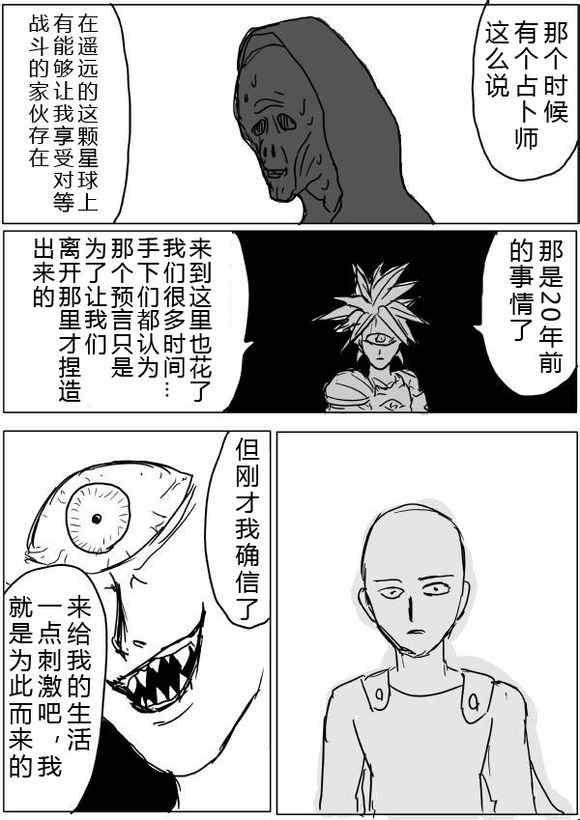 那个时候
有个占卜师
这么说
在遥远的这颗星球上
有能够让我享受对等
战斗的家伙存在
那是20年前
的事情了
来到这里也花了
我们很多时间…
手下们都认为
那个预言只是
为了让我们
离开那里才捏造
出来的
但刚才我确信了
来给我的生活
一点刺激吧，我
就是为此而来的